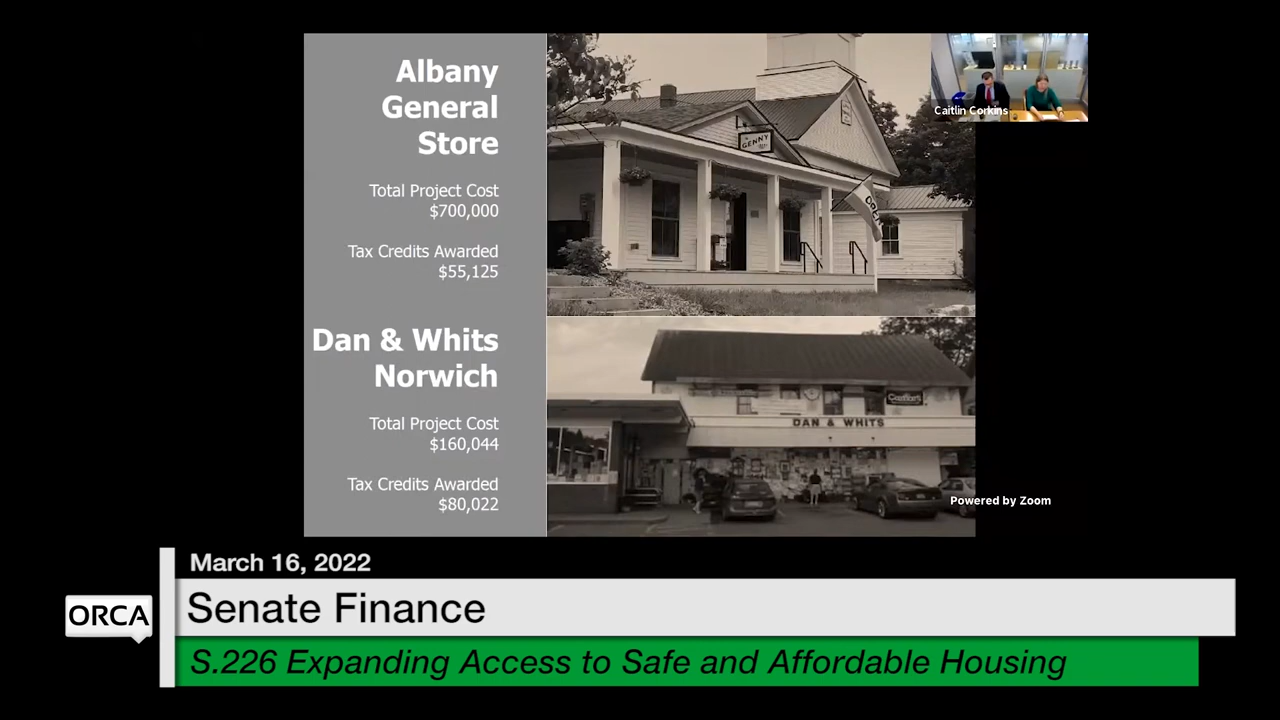 Albany
General
Store
Total Project Cost
$700,000
Tax Credits Awarded
$55,125
Dan & Whits
Norwich
Total Project Cost
$160,044
Tax Credits Awarded
$80,022
GENNY
OPEN
DAN & WHITS
Caitlin Corkins
Powered by Zoom
March 16, 2022
ORCA
Senate Finance
S.226 Expanding Access to Safe and Affordable Housing